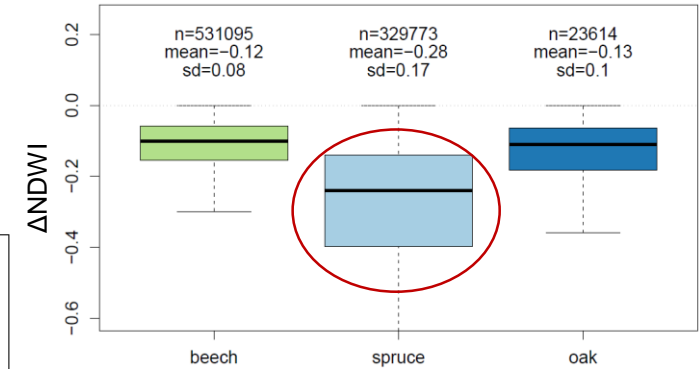 n=531095
mean=−0.12
sd=0.08
n=329773
mean=−0.28
sd=0.17
n=23614
mean=−0.13
sd=0.1
ΔNDWI
0.2
0.0
−0.2
−0.4
−0.6
beech
spruce
oak